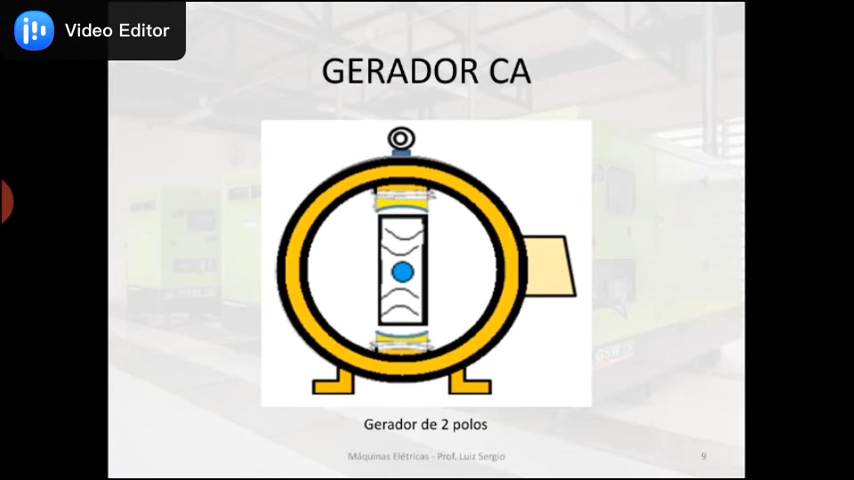 Video Editor
GERADOR CA
Gerador de 2 polos
Máquinas Elétricas - Prof. Luiz Sergio
9